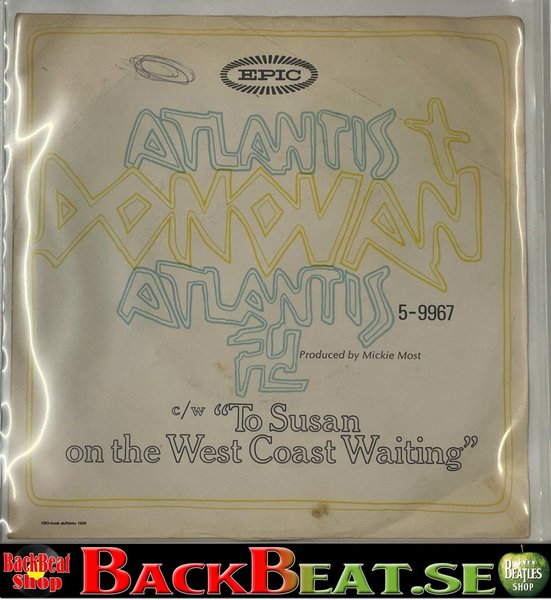 EPIC
ATLANTIS
DONOVAN
ATLANTIS
5-9967
Produced by Mickie Most
c/w "To Susan
on the West Coast Waiting"
BackBeat
Shop
BACKBEAT.SE
BEATLES
SHOP